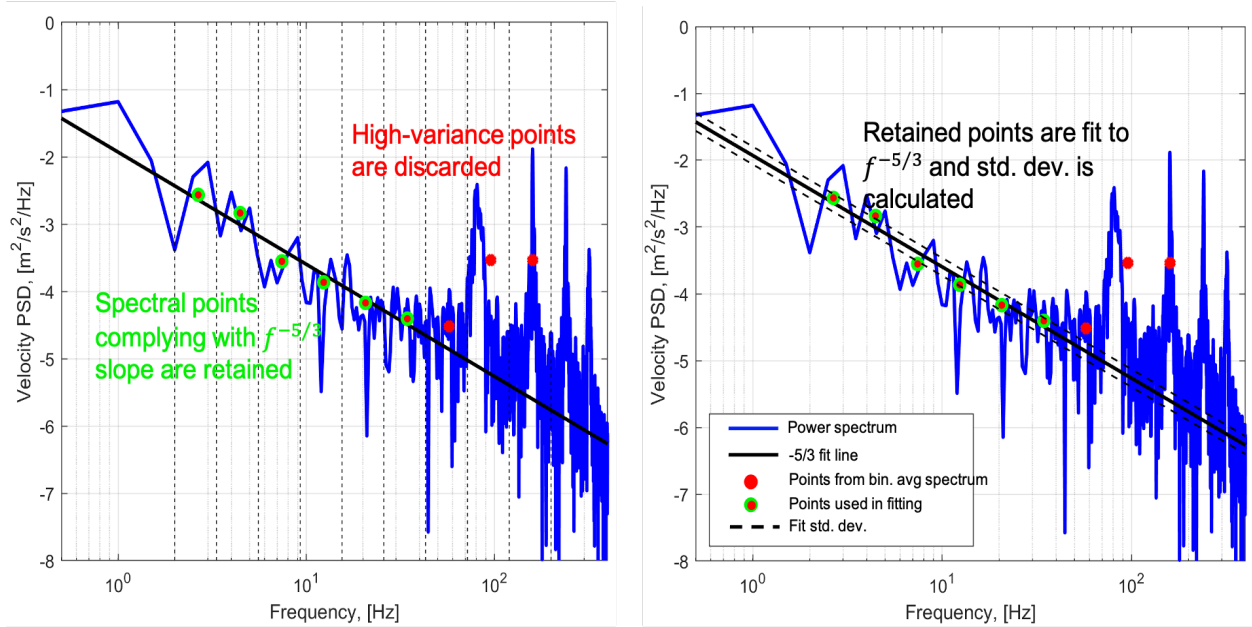 0
-1
-2
-3
-4
-5
-6
-7
-8
Velocity PSD, [m²/s²/Hz]
High-variance points
are discarded
Spectral points
complying with f⁻⁵/³
slope are retained
10⁰
10¹
10²
Frequency, [Hz]
0
-1
-2
-3
-4
-5
-6
-7
-8
Velocity PSD, [m²/s²/Hz]
Retained points are fit to
f⁻⁵/³ and std. dev. is
calculated
Power spectrum
-5/3 fit line
Points from bin. avg spectrum
Points used in fitting
Fit std. dev.
10⁰
10¹
10²
Frequency, [Hz]